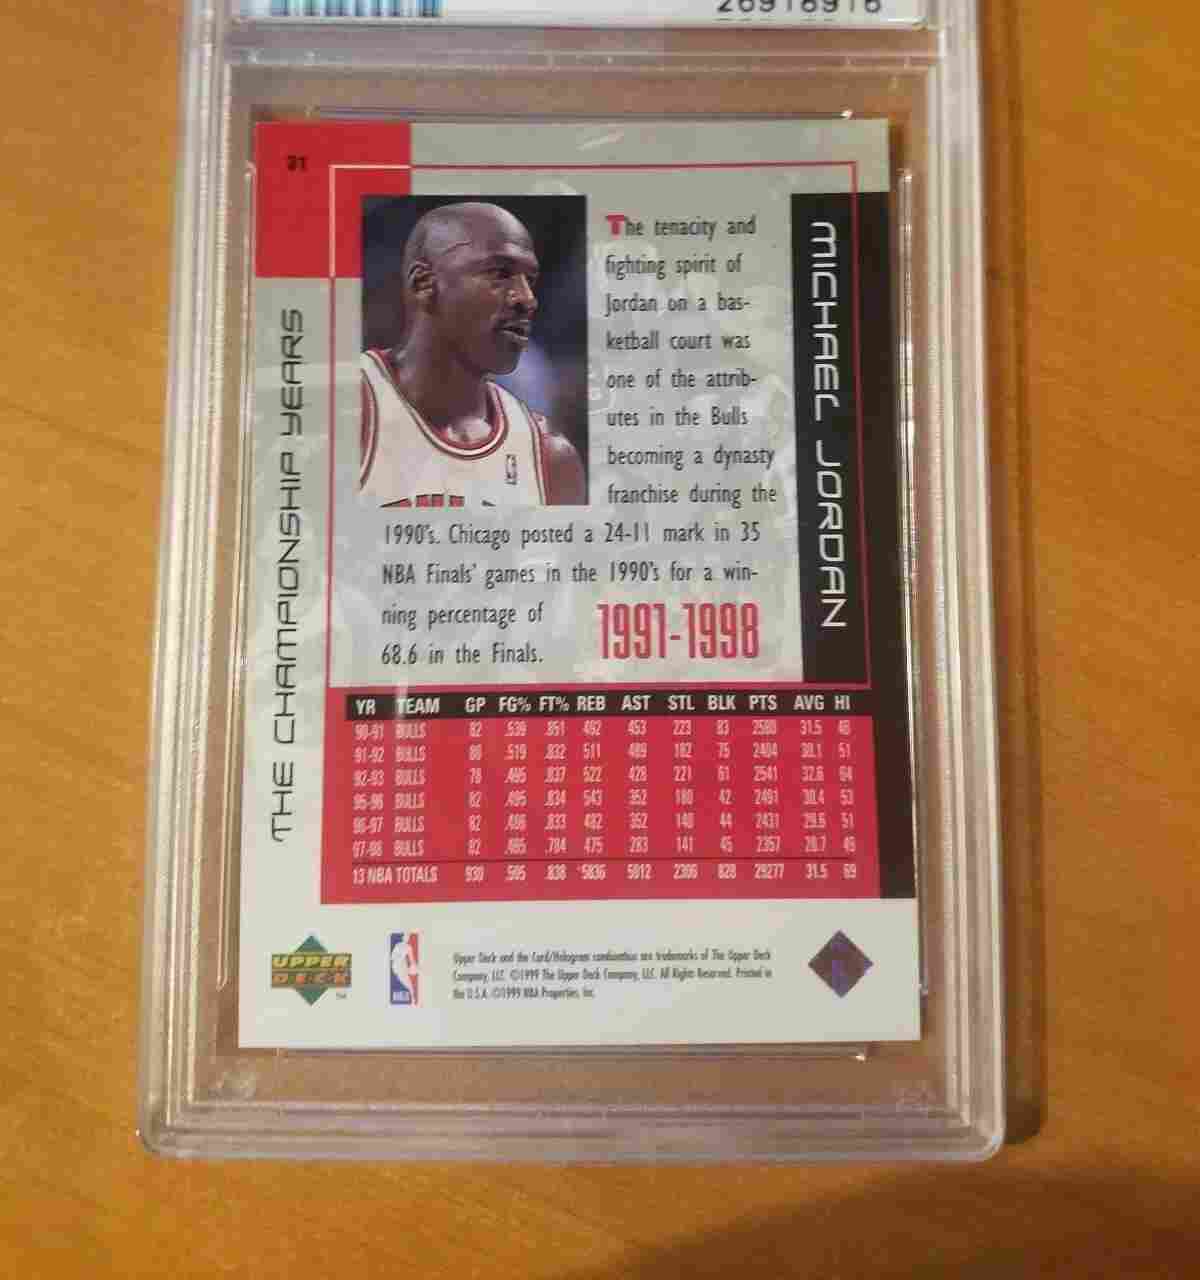 26918916
31
THE CHAMPIONSHIP YEARS
MICHAEL JORDAN
The tenacity and
fighting spirit of
Jordan on a bas-
ketball court was
one of the attrib-
utes in the Bulls
becoming a dynasty
franchise during the
1990's. Chicago posted a 24-11 mark in 35
NBA Finals' games in the 1990's for a win-
ning percentage of
68.6 in the Finals.
1991-1998
YR TEAM GP FG% FT% REB AST STL BLK PTS AVG HI
90-91 BULLS 82 .539 .851 492 453 223 83 2580 31.5 46
91-92 BULLS 80 .519 .832 511 489 182 75 2404 30.1 51
92-93 BULLS 78 .495 .837 522 428 221 61 2541 32.6 64
95-96 BULLS 82 .495 .834 543 352 180 42 2491 30.4 53
96-97 BULLS 82 .486 .833 482 352 140 44 2431 29.6 51
97-98 BULLS 82 .465 .784 475 283 141 45 2357 28.7 49
13 NBA TOTALS 930 .505 .838 5836 5012 2306 828 29277 31.5 69
UPPER
DECK
TM
NBA
Upper Deck and the Card/Hologram combination are trademarks of The Upper Deck
Company, LLC. ©1999 The Upper Deck Company, LLC. All Rights Reserved. Printed in
the U.S.A. ©1999 NBA Properties, Inc.